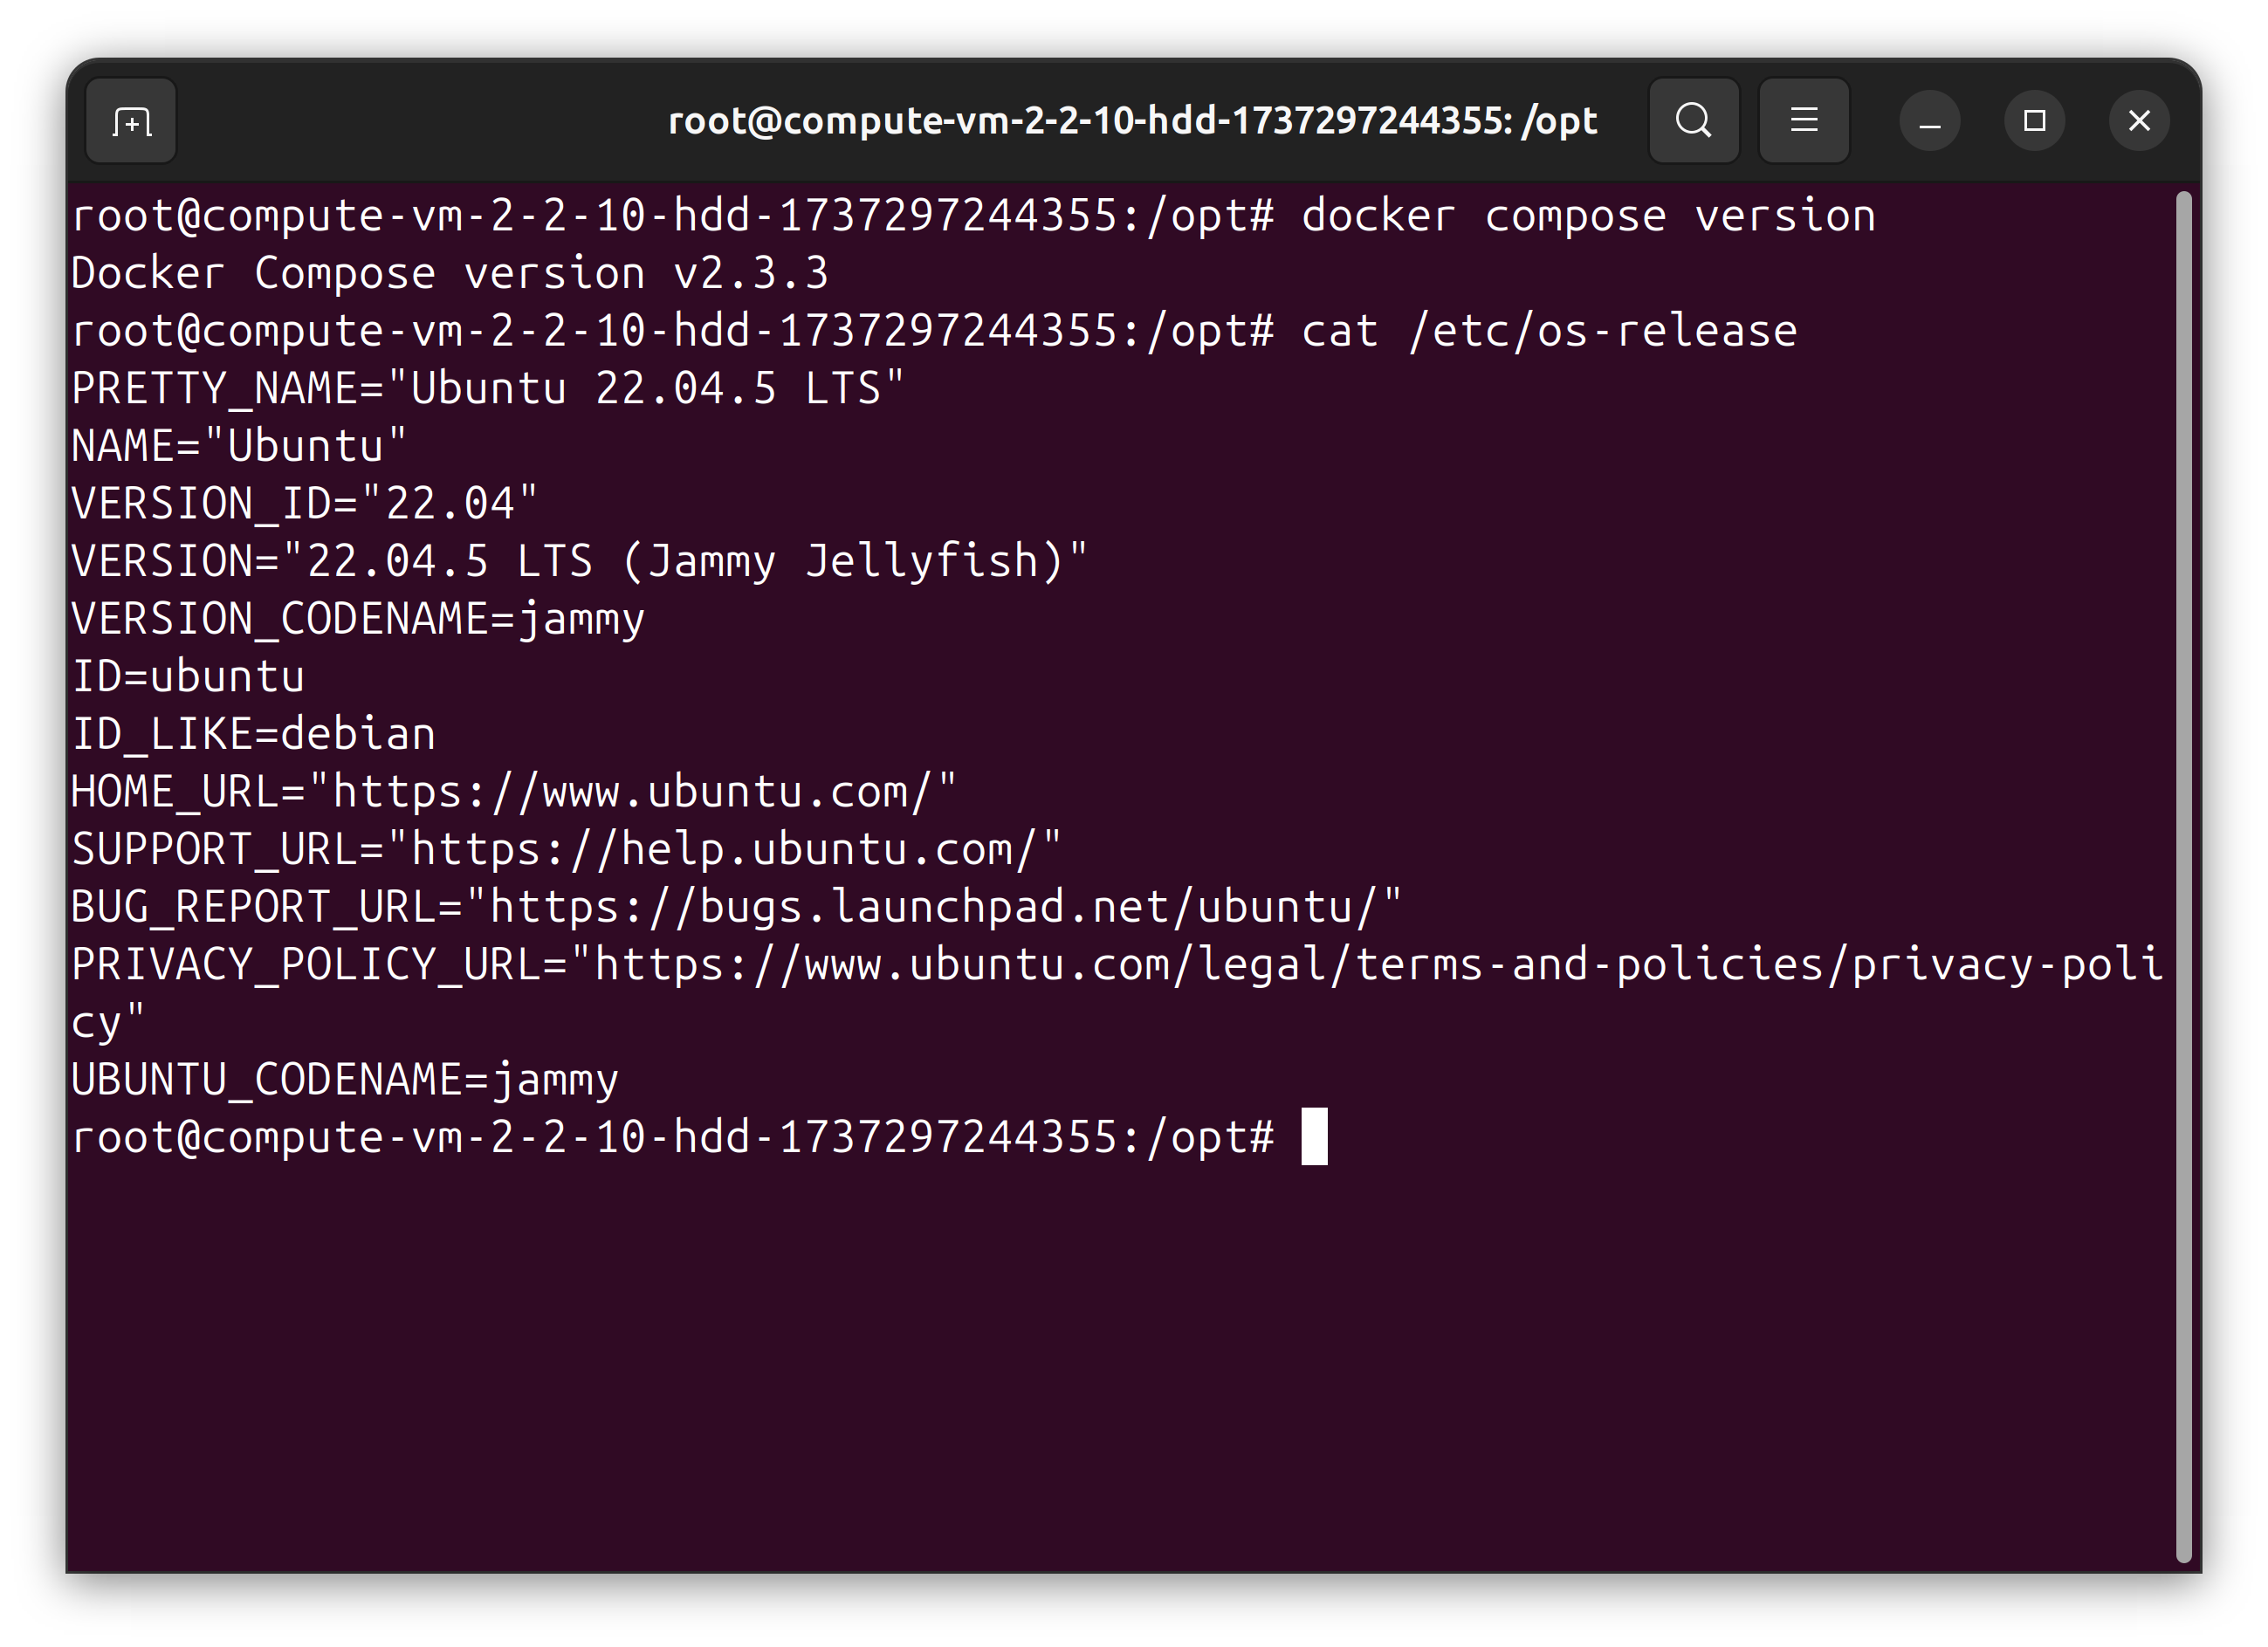 root@compute-vm-2-2-10-hdd-1737297244355: /opt
root@compute-vm-2-2-10-hdd-1737297244355:/opt# docker compose version
Docker Compose version v2.3.3
root@compute-vm-2-2-10-hdd-1737297244355:/opt# cat /etc/os-release
PRETTY_NAME="Ubuntu 22.04.5 LTS"
NAME="Ubuntu"
VERSION_ID="22.04"
VERSION="22.04.5 LTS (Jammy Jellyfish)"
VERSION_CODENAME=jammy
ID=ubuntu
ID_LIKE=debian
HOME_URL="https://www.ubuntu.com/"
SUPPORT_URL="https://help.ubuntu.com/"
BUG_REPORT_URL="https://bugs.launchpad.net/ubuntu/"
PRIVACY_POLICY_URL="https://www.ubuntu.com/legal/terms-and-policies/privacy-poli
cy"
UBUNTU_CODENAME=jammy
root@compute-vm-2-2-10-hdd-1737297244355:/opt#